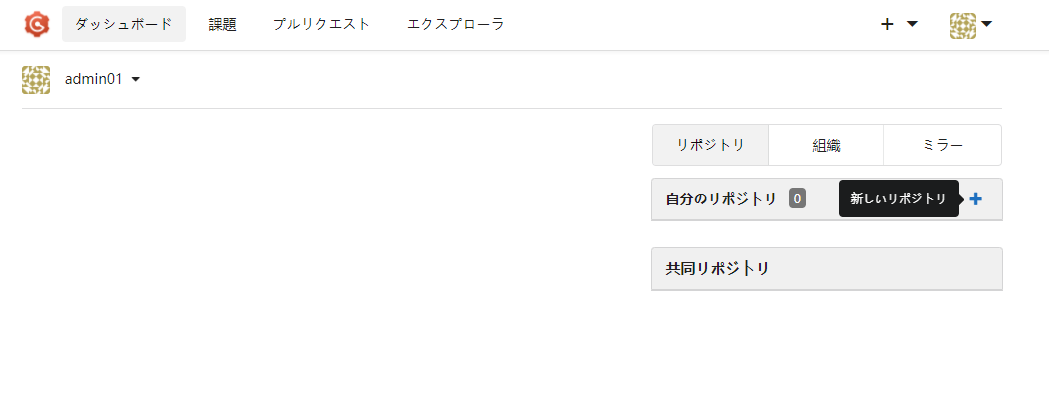 ダッシュボード 課題 プルリクエスト エクスプローラ
admin01
リポジトリ 組織 ミラー
自分のリポジトリ 0 新しいリポジトリ
共同リポジトリ